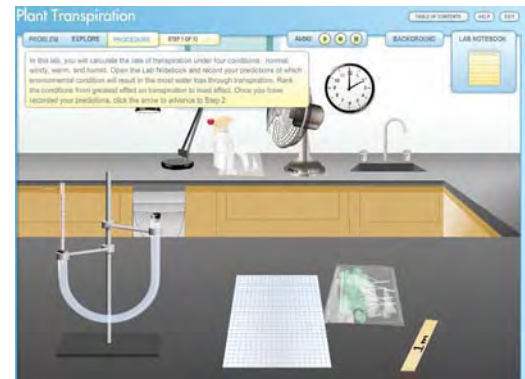 Plant Transpiration
TABLE OF CONTENTS HELP EXIT
PROBLEM EXPLORE PROCEDURE STEP 1 OF 12 AUDIO BACKGROUND LAB NOTEBOOK
In this lab, you will calculate the rate of transpiration under four conditions: normal,
windy, warm, and humid. Open the Lab Notebook and record your predictions of which
environmental condition will result in the most water loss through transpiration. Rank
the conditions from greatest effect on transpiration to least effect. Once you have
recorded your predictions, click the arrow to advance to Step 2.
1 m